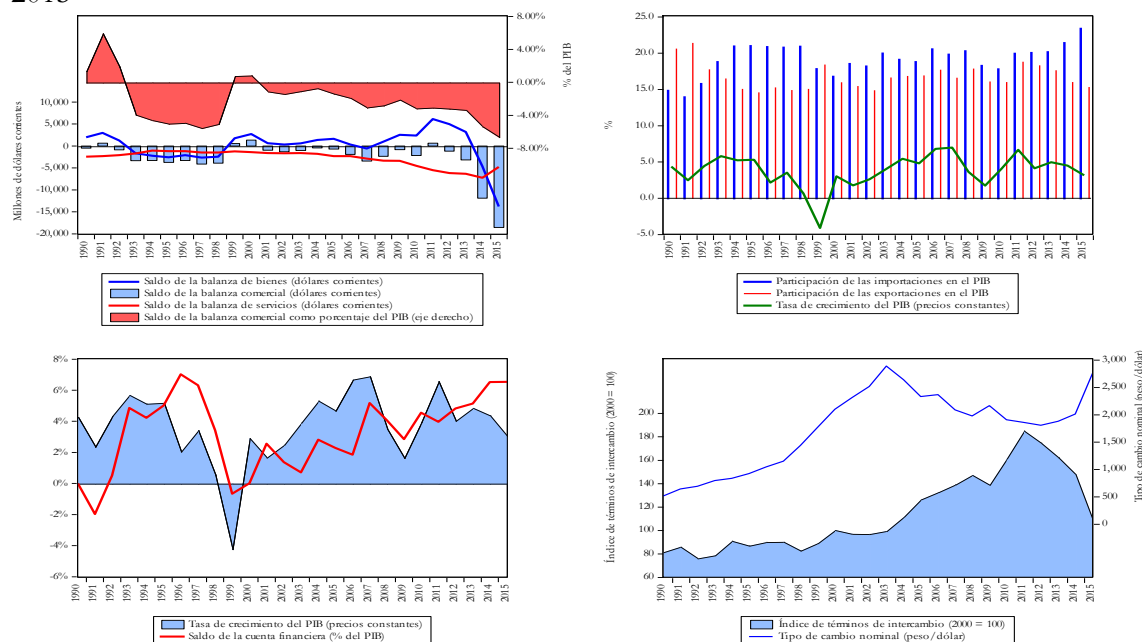 2015
8.00%
4.00%
0.00%
-4.00%
-8.00%
% del PIB
10,000
5,000
0
-5,000
-10,000
-15,000
-20,000
Millones de dólares corrientes
1990 1991 1992 1993 1994 1995 1996 1997 1998 1999 2000 2001 2002 2003 2004 2005 2006 2007 2008 2009 2010 2011 2012 2013 2014 2015
Saldo de la balanza de bienes (dólares corrientes)
Saldo de la balanza comercial (dólares corrientes)
Saldo de la balanza de servicios (dólares corrientes)
Saldo de la balanza comercial como porcentaje del PIB (eje derecho)
25.0
20.0
15.0
10.0
5.0
0.0
-5.0
%
1990 1991 1992 1993 1994 1995 1996 1997 1998 1999 2000 2001 2002 2003 2004 2005 2006 2007 2008 2009 2010 2011 2012 2013 2014 2015
Participación de las importaciones en el PIB
Participación de las exportaciones en el PIB
Tasa de crecimiento del PIB (precios constantes)
8%
6%
4%
2%
0%
-2%
-4%
-6%
1990 1991 1992 1993 1994 1995 1996 1997 1998 1999 2000 2001 2002 2003 2004 2005 2006 2007 2008 2009 2010 2011 2012 2013 2014 2015
Tasa de crecimiento del PIB (precios constantes)
Saldo de la cuenta financiera (% del PIB)
200
180
160
140
120
100
80
60
Índice de términos de intercambio (2000 = 100)
3,000
2,500
2,000
1,500
1,000
500
0
Tipo de cambio nominal (peso/dólar)
1990 1991 1992 1993 1994 1995 1996 1997 1998 1999 2000 2001 2002 2003 2004 2005 2006 2007 2008 2009 2010 2011 2012 2013 2014 2015
Índice de términos de intercambio (2000 = 100)
Tipo de cambio nominal (peso/dólar)